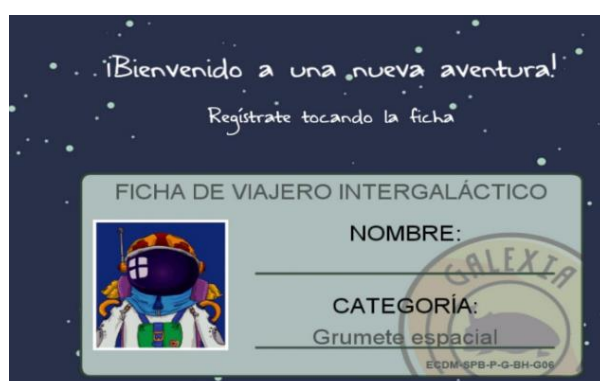 ¡Bienvenido a una nueva aventura!
Regístrate tocando la ficha
FICHA DE VIAJERO INTERGALÁCTICO
NOMBRE:
GALEXIA
CATEGORÍA:
Grumete espacial
ECDM-SPB-P-G-BH-G06